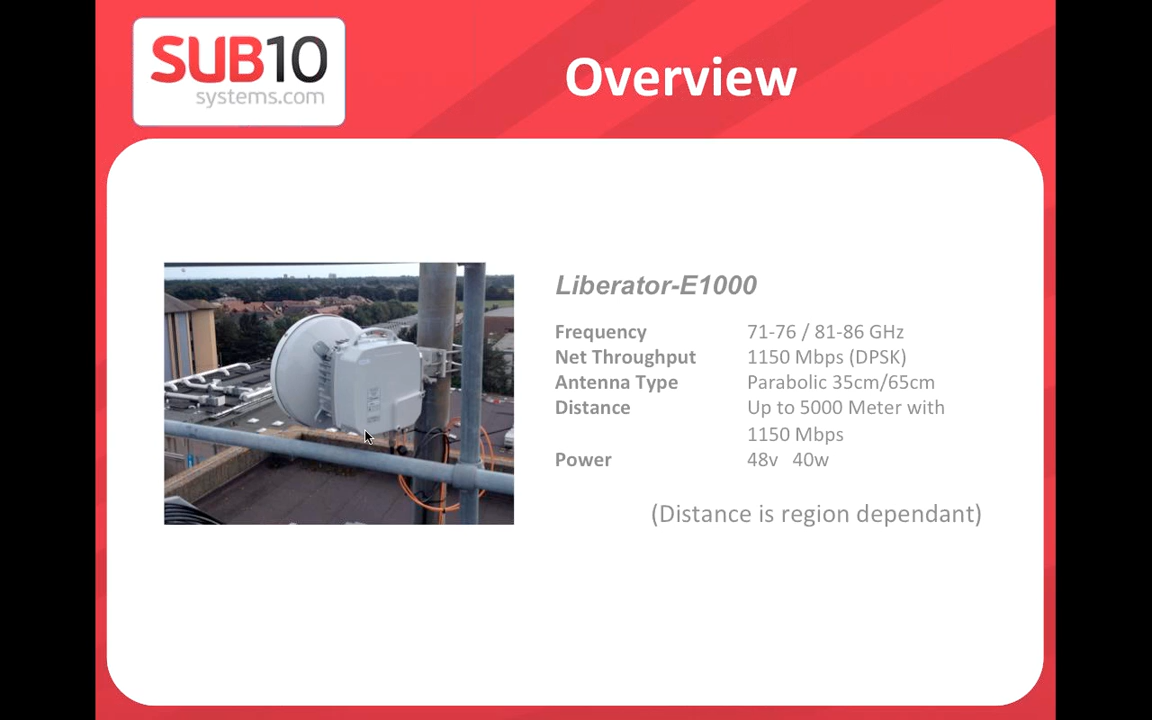 SUB10
systems.com
Overview
Liberator-E1000
Frequency 71-76 / 81-86 GHz
Net Throughput 1150 Mbps (DPSK)
Antenna Type Parabolic 35cm/65cm
Distance Up to 5000 Meter with
1150 Mbps
Power 48v 40w
(Distance is region dependant)